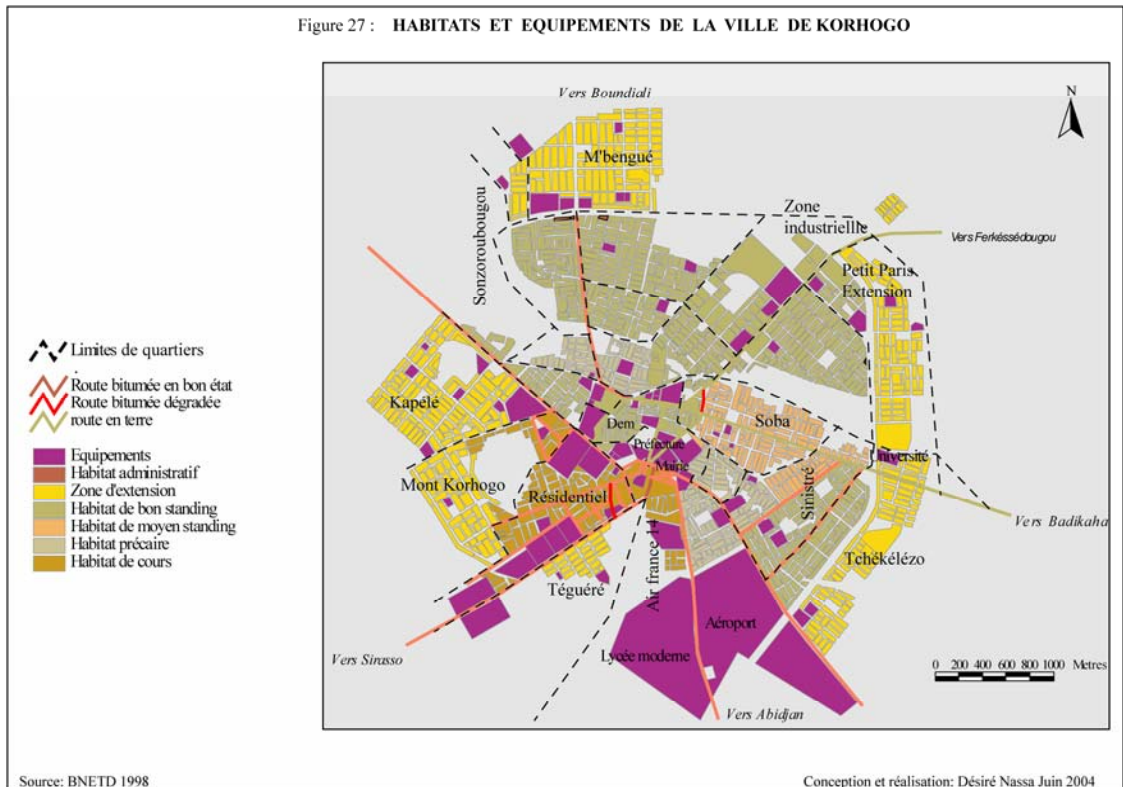 Figure 27 : HABITATS ET EQUIPEMENTS DE LA VILLE DE KORHOGO
Vers Boundiali
N
M'bengué
Sonzoroubougou
Zone
industrielle
Vers Ferkéssédougou
Petit Paris
Extension
Limites de quartiers
Route bitumée en bon état
Route bitumée dégradée
route en terre
Equipements
Habitat administratif
Zone d'extension
Habitat de bon standing
Habitat de moyen standing
Habitat précaire
Habitat de cours
Kapélé
Dem
Soba
Préfecture
Mairie
Université
Mont Korhogo
Résidentiel
Sinistré
Vers Badikaha
Tchékélézo
Téguéré
Air france 14
Aéroport
Lycée moderne
Vers Sirasso
Vers Abidjan
0 200 400 600 800 1000 Metres
Source: BNETD 1998
Conception et réalisation: Désiré Nassa Juin 2004